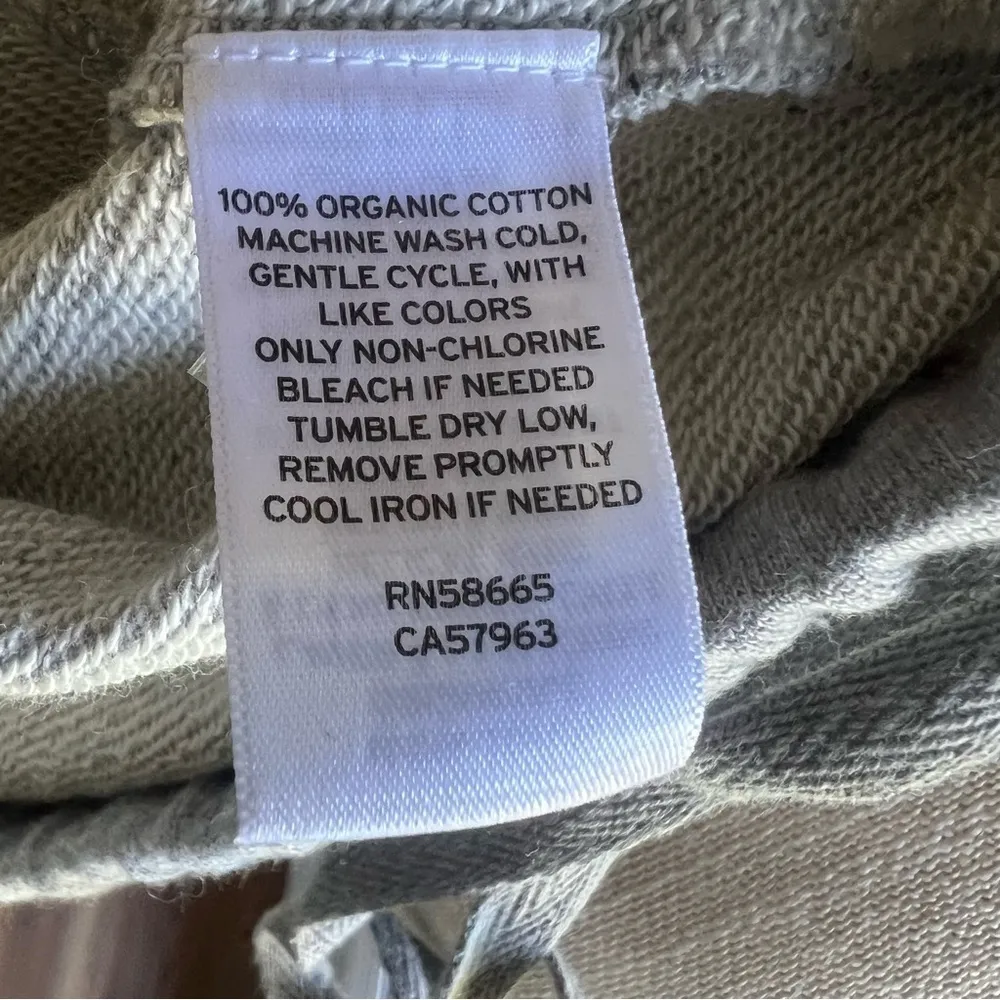 100% ORGANIC COTTON
MACHINE WASH COLD,
GENTLE CYCLE, WITH
LIKE COLORS
ONLY NON-CHLORINE
BLEACH IF NEEDED
TUMBLE DRY LOW,
REMOVE PROMPTLY
COOL IRON IF NEEDED
RN58665
CA57963